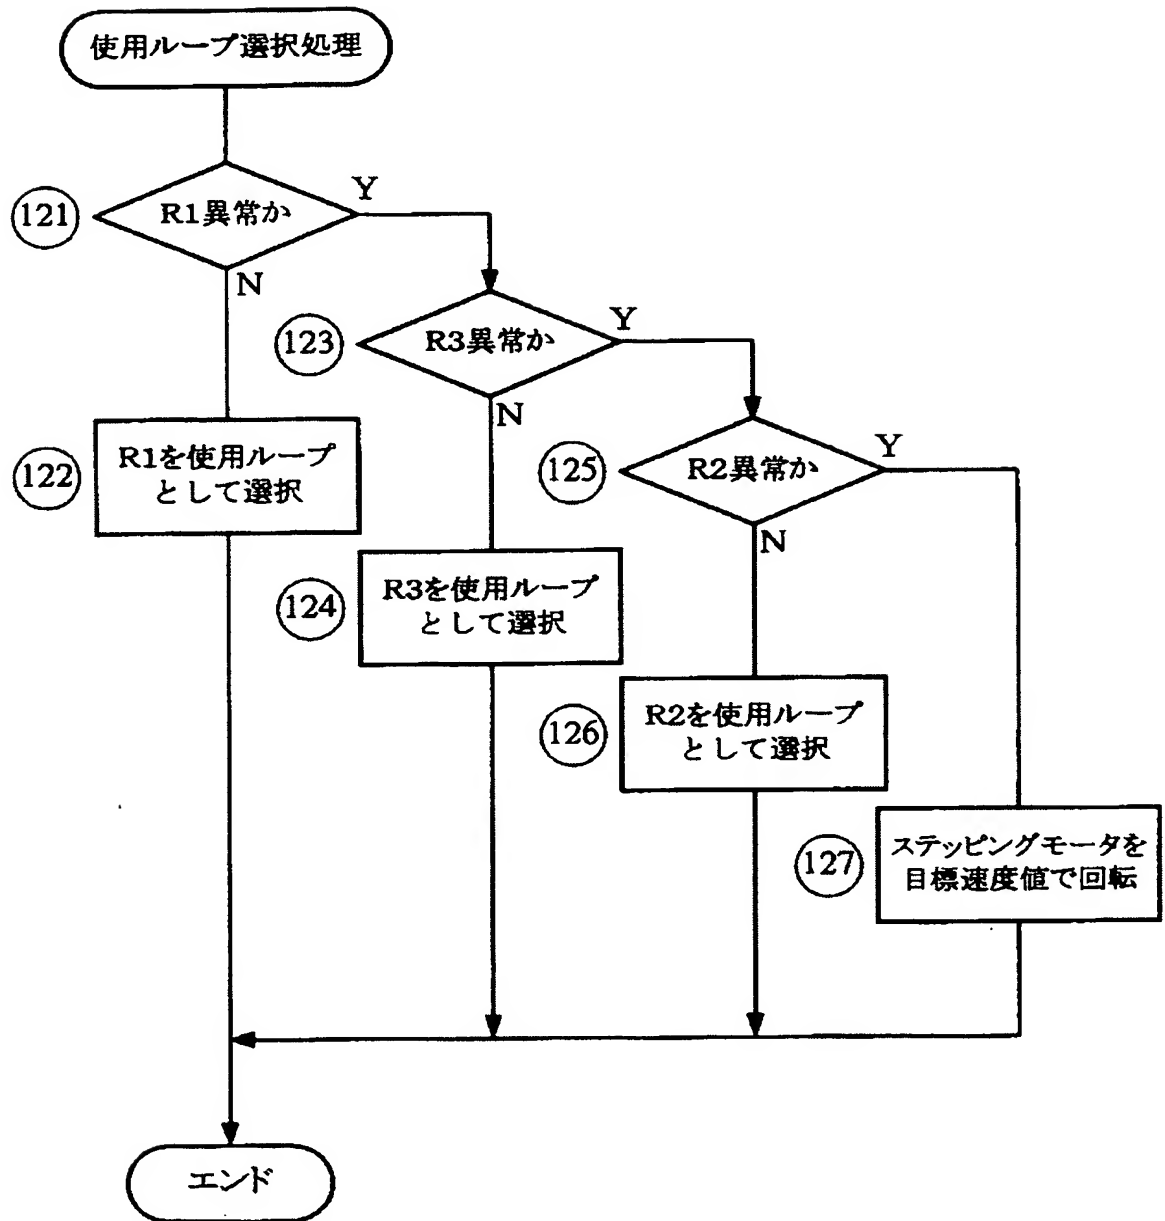 使用ループ選択処理
121
R1異常か
Y
N
123
R3異常か
Y
N
122
R1を使用ループ
として選択
125
R2異常か
Y
N
124
R3を使用ループ
として選択
126
R2を使用ループ
として選択
127
ステッピングモータを
目標速度値で回転
エンド